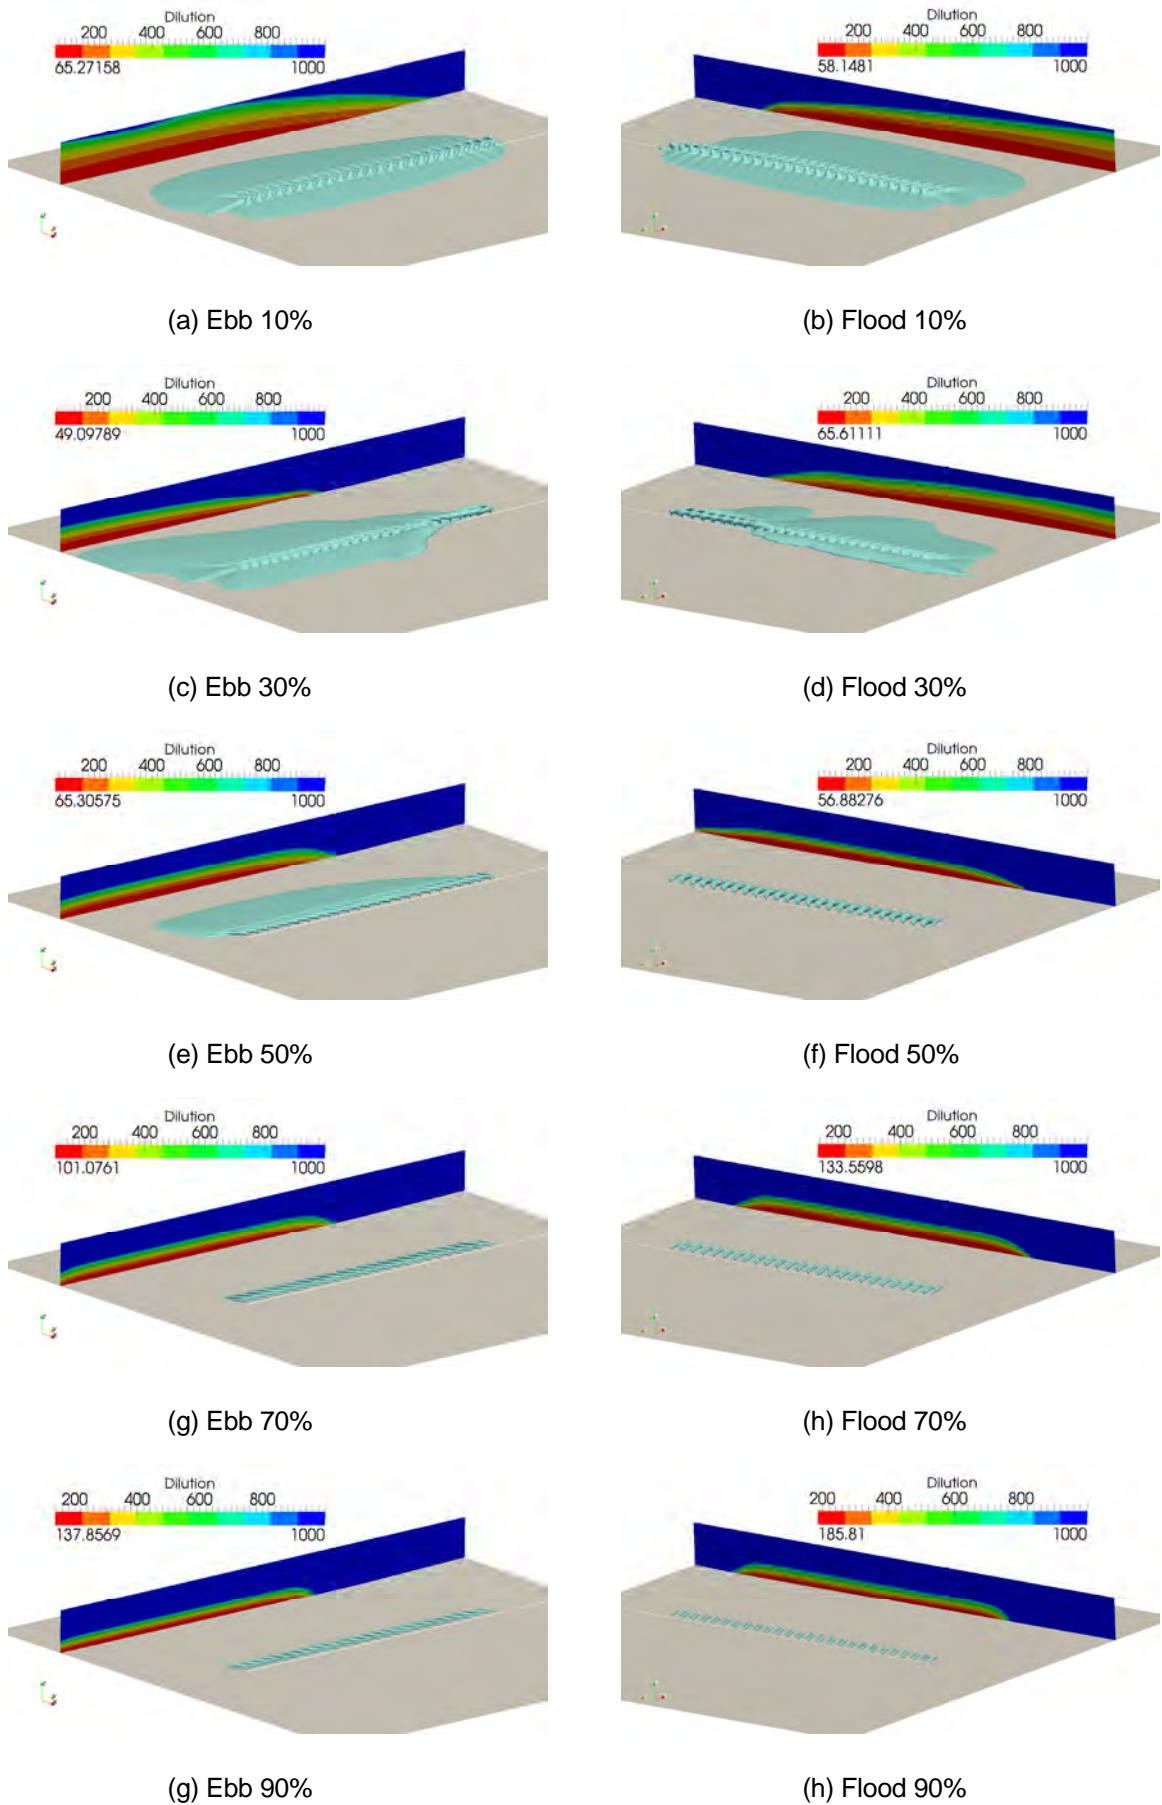 Dilution
200 400 600 800
65.27158 1000
Dilution
200 400 600 800
58.1481 1000
(a) Ebb 10%
(b) Flood 10%
Dilution
200 400 600 800
49.09789 1000
Dilution
200 400 600 800
65.61111 1000
(c) Ebb 30%
(d) Flood 30%
Dilution
200 400 600 800
65.30575 1000
Dilution
200 400 600 800
56.88276 1000
(e) Ebb 50%
(f) Flood 50%
Dilution
200 400 600 800
101.0761 1000
Dilution
200 400 600 800
133.5598 1000
(g) Ebb 70%
(h) Flood 70%
Dilution
200 400 600 800
137.8569 1000
Dilution
200 400 600 800
185.81 1000
(g) Ebb 90%
(h) Flood 90%